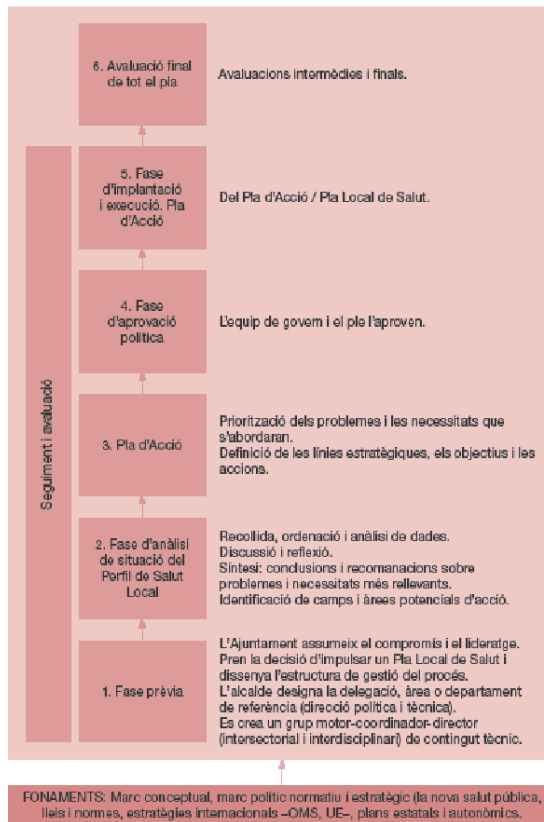 6. Avaluació final
de tot el pla
Avaluacions intermèdies i finals.
5. Fase
d'implantació
i execució. Pla
d'Acció
Del Pla d'Acció / Pla Local de Salut.
4. Fase
d'aprovació
política
L'equip de govern i el ple l'aproven.
Seguiment i avaluació
3. Pla d'Acció
Priorització dels problemes i les necessitats que
s'abordaran.
Definició de les línies estratègiques, els objectius i les
accions.
2. Fase d'anàlisi
de situació del
Perfil de Salut
Local
Recollida, ordenació i anàlisi de dades.
Discussió i reflexió.
Síntesi: conclusions i recomanacions sobre
problemes i necessitats més rellevants.
Identificació de camps i àrees potencials d'acció.
1. Fase prèvia
L'Ajuntament assumeix el compromís i el lideratge.
Pren la decisió d'impulsar un Pla Local de Salut i
dissenya l'estructura de gestió del procés.
L'alcalde designa la delegació, àrea o departament
de referència (direcció política i tècnica).
Es crea un grup motor-coordinador-director
(intersectorial i interdisciplinari) de contingut tècnic.
FONAMENTS: Marc conceptual, marc polític normatiu i estratègic (la nova salut pública,
lleis i normes, estratègies internacionals –OMS, UE–, plans estatals i autonòmics.